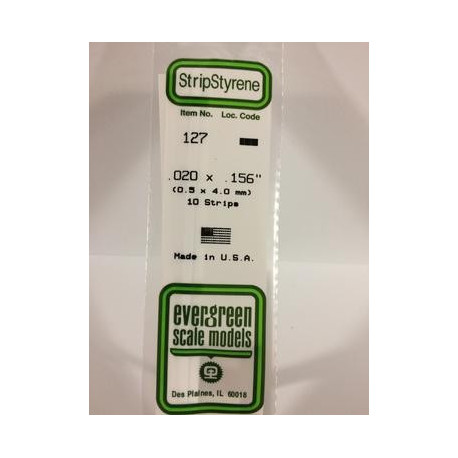 StripStyrene
Item No. Loc. Code
127
.020 x .156"
(0.5 x 4.0 mm)
10 Strips
Made in U.S.A.
evergreen
scale models
Des Plaines, IL 60018